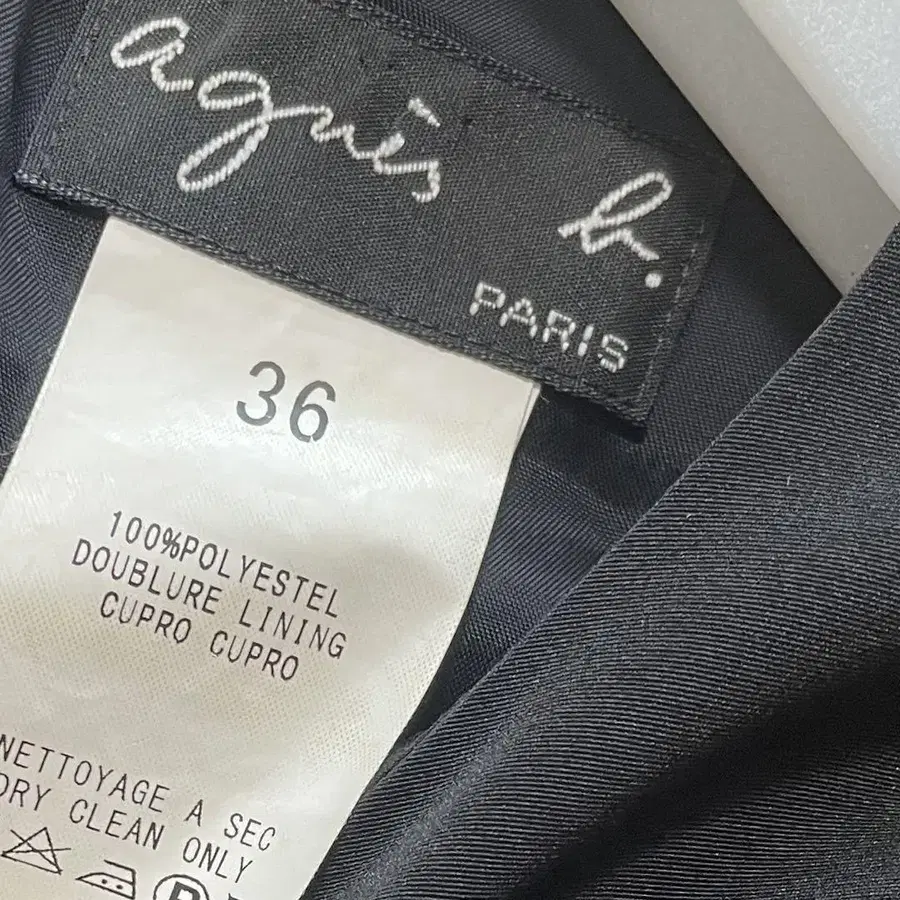 agnès b.
PARIS
36
100%POLYESTEL
DOUBLURE LINING
CUPRO CUPRO
NETTOYAGE A SEC
DRY CLEAN ONLY
P